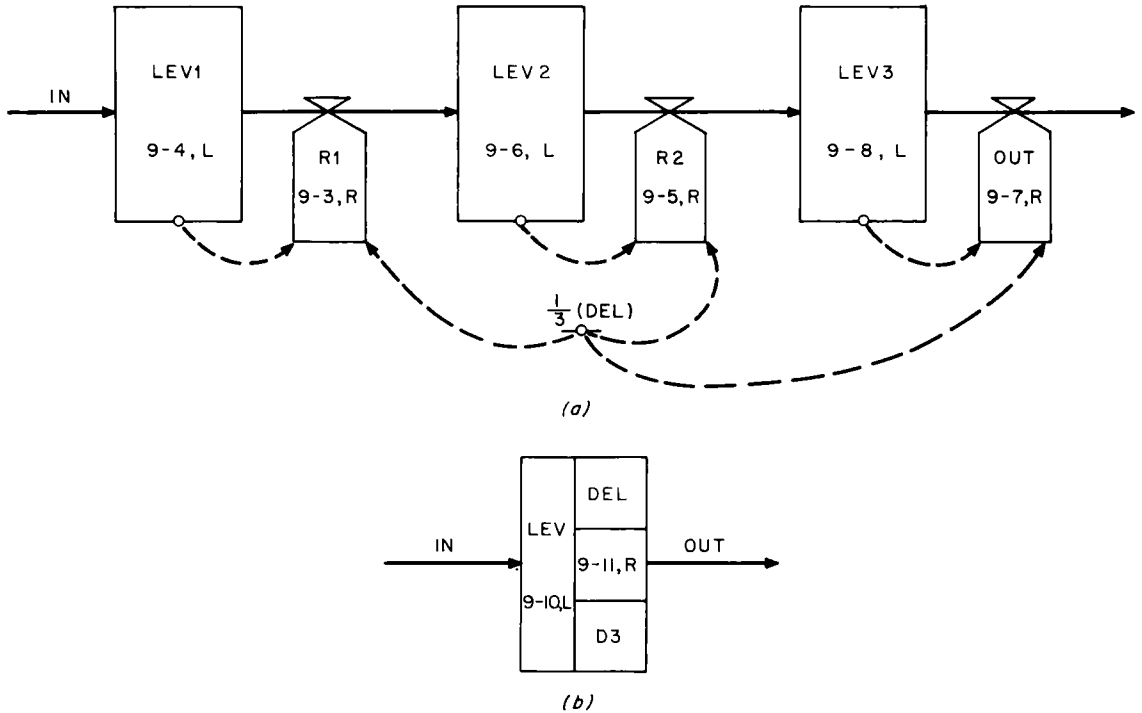 LEV1
LEV2
LEV3
IN
9-4, L
R1
9-3, R
9-6, L
R2
9-5, R
9-8, L
OUT
9-7, R
1/3 (DEL)
(a)
LEV
DEL
IN
9-11, R
OUT
9-10, L
D3
(b)